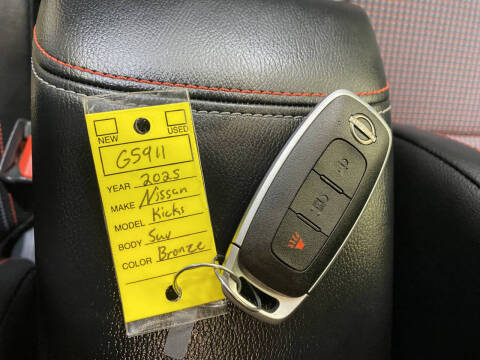 NEW USED
G5911
YEAR 2025
MAKE Nissan
MODEL Kicks
BODY Suv
COLOR Bronze